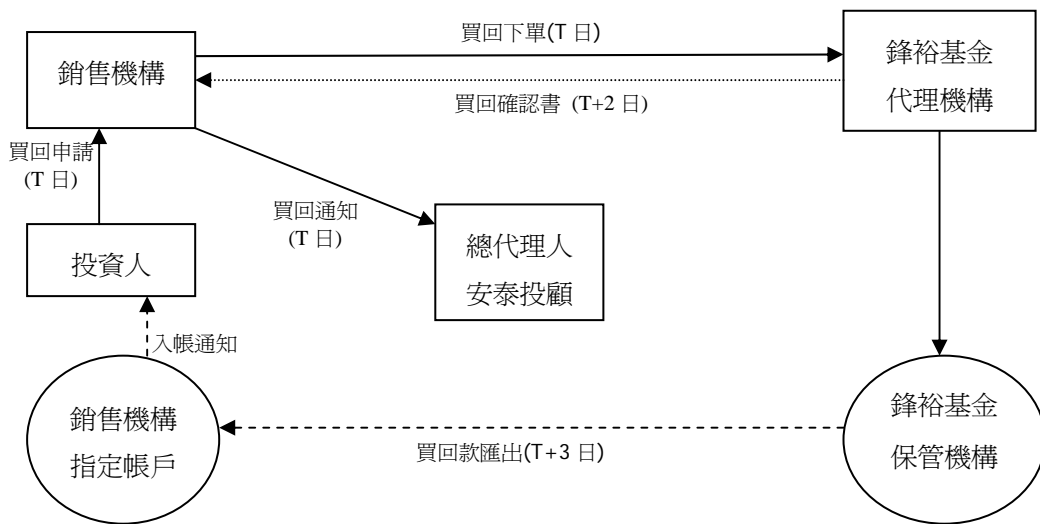 買回下單(T 日)
銷售機構
鋒裕基金
代理機構
買回確認書 (T+2 日)
買回申請
(T 日)
買回通知
(T 日)
投資人
總代理人
安泰投顧
入帳通知
銷售機構
指定帳戶
鋒裕基金
保管機構
買回款匯出(T+3 日)